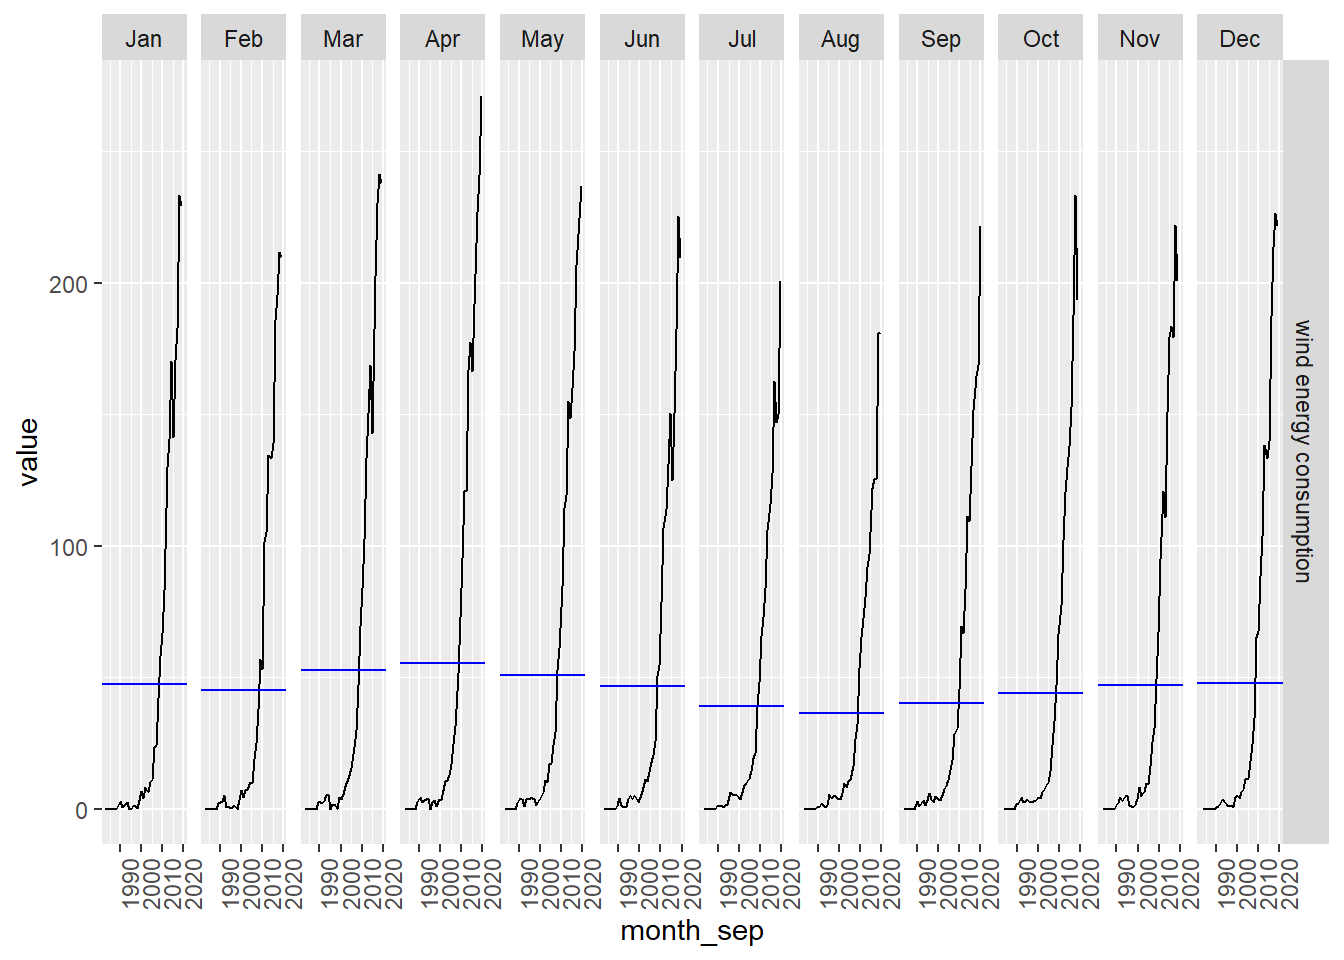 Jan Feb Mar Apr May Jun Jul Aug Sep Oct Nov Dec
value
200
100
0
wind energy consumption
1990 2000 2010 2020 1990 2000 2010 2020 1990 2000 2010 2020 1990 2000 2010 2020 1990 2000 2010 2020 1990 2000 2010 2020 1990 2000 2010 2020 1990 2000 2010 2020 1990 2000 2010 2020 1990 2000 2010 2020 1990 2000 2010 2020 1990 2000 2010 2020
month_sep